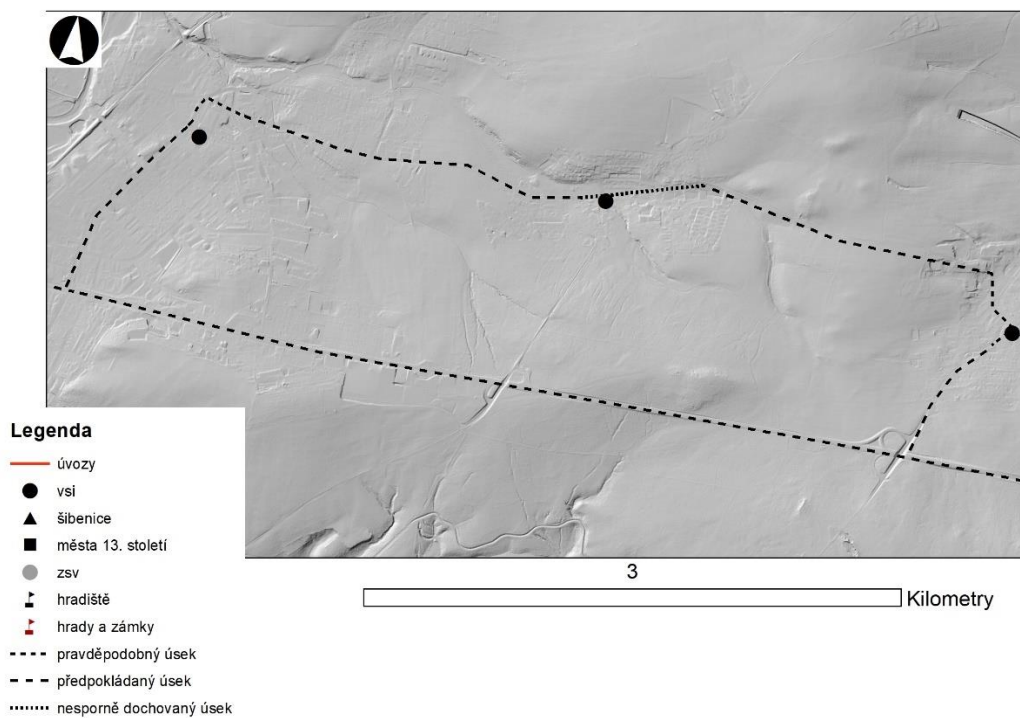 Legenda
úvozy
vsi
šibenice
města 13. století
zsv
hradiště
hrady a zámky
pravděpodobný úsek
předpokládaný úsek
nesporně dochovaný úsek
3
Kilometry